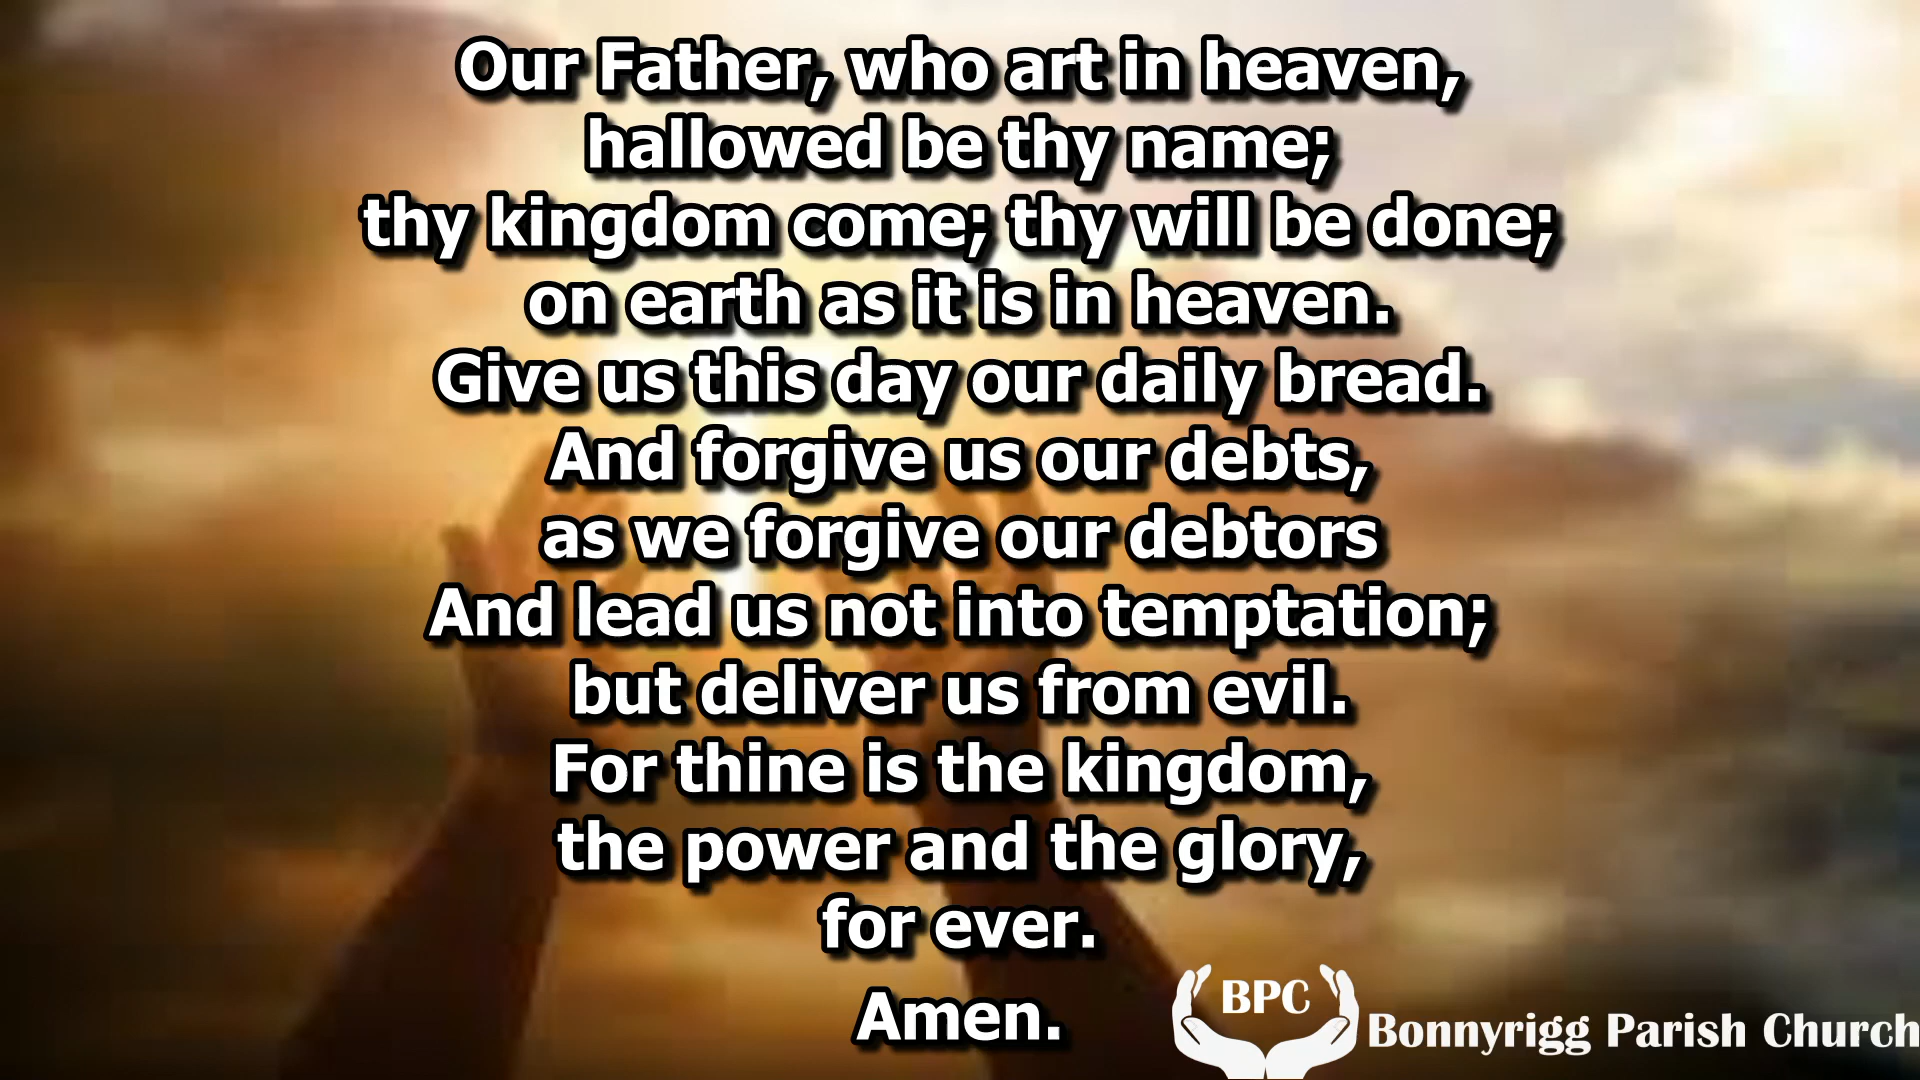 Our Father, who art in heaven,
hallowed be thy name;
thy kingdom come; thy will be done;
on earth as it is in heaven.
Give us this day our daily bread.
And forgive us our debts,
as we forgive our debtors
And lead us not into temptation;
but deliver us from evil.
For thine is the kingdom,
the power and the glory,
for ever.
Amen.
BPC
Bonnyrigg Parish Church